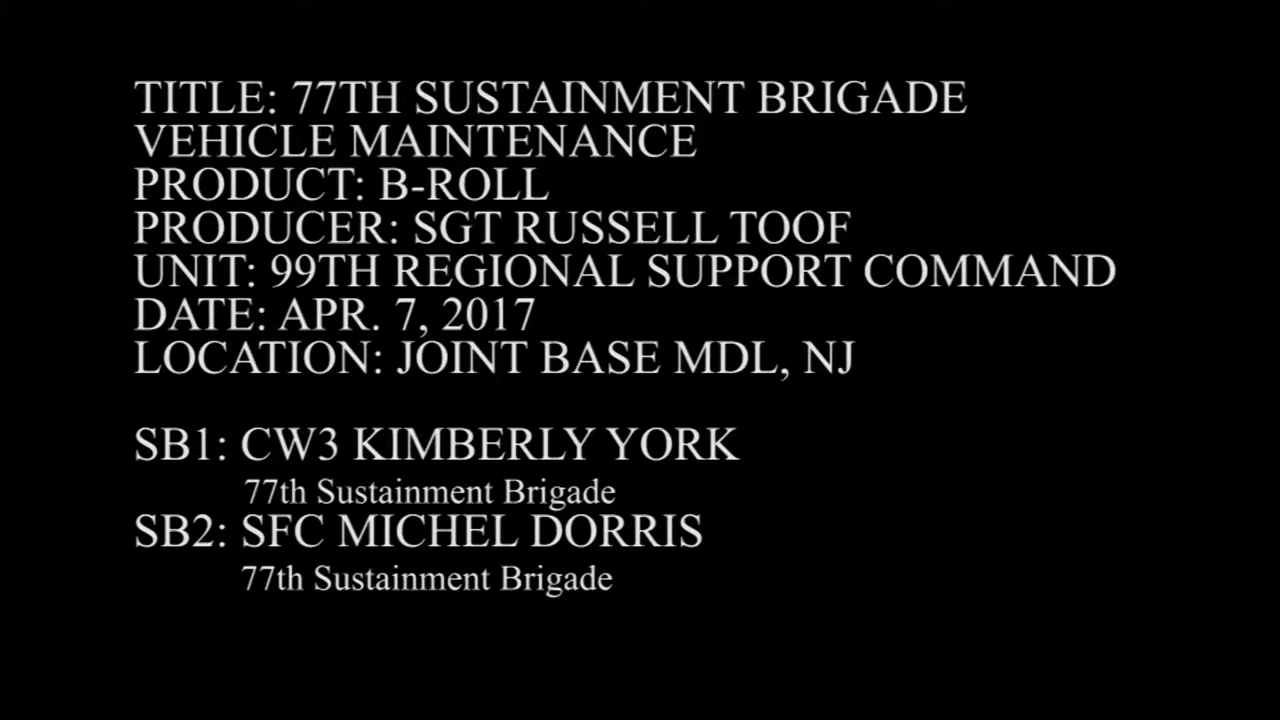 TITLE: 77TH SUSTAINMENT BRIGADE
VEHICLE MAINTENANCE
PRODUCT: B-ROLL
PRODUCER: SGT RUSSELL TOOF
UNIT: 99TH REGIONAL SUPPORT COMMAND
DATE: APR. 7, 2017
LOCATION: JOINT BASE MDL, NJ
SB1: CW3 KIMBERLY YORK
77th Sustainment Brigade
SB2: SFC MICHEL DORRIS
77th Sustainment Brigade